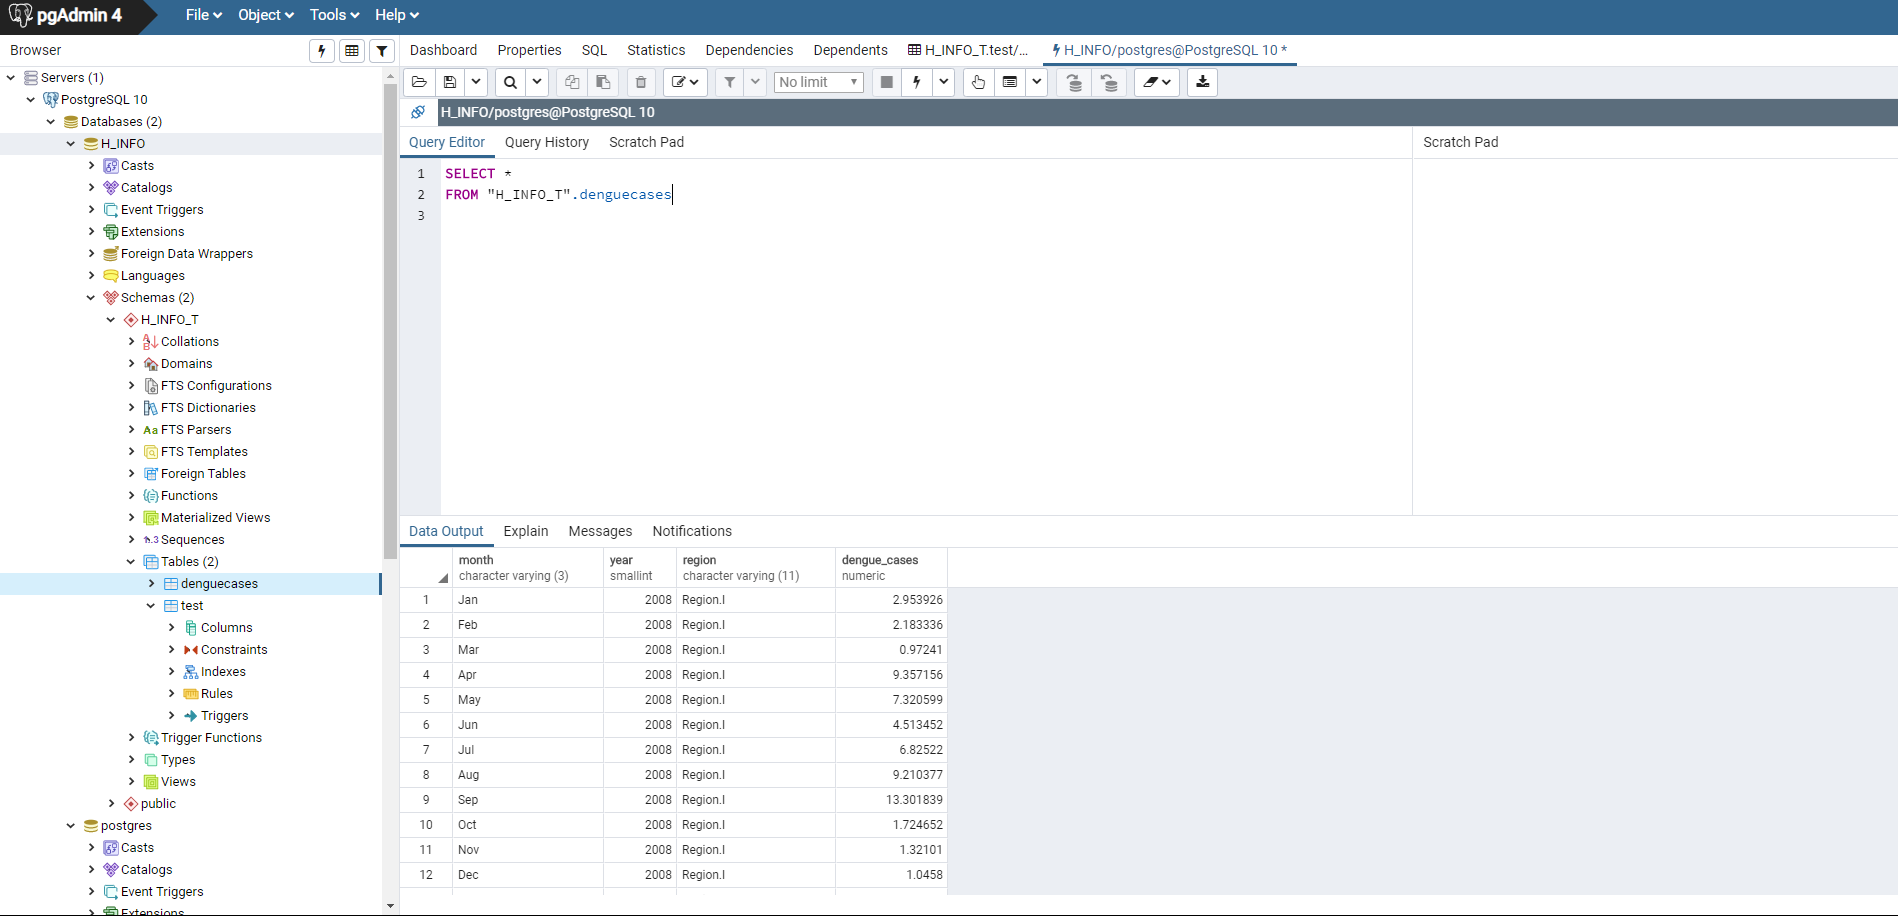 pgAdmin 4 File Object Tools Help
Browser
Dashboard Properties SQL Statistics Dependencies Dependents H_INFO_T.test/... H_INFO/postgres@PostgreSQL 10 *
No limit
H_INFO/postgres@PostgreSQL 10
Query Editor Query History Scratch Pad
Scratch Pad
1 SELECT *
2 FROM "H_INFO_T".denguecases
3
Servers (1)
PostgreSQL 10
Databases (2)
H_INFO
Casts
Catalogs
Event Triggers
Extensions
Foreign Data Wrappers
Languages
Schemas (2)
H_INFO_T
Collations
Domains
FTS Configurations
FTS Dictionaries
Aa FTS Parsers
FTS Templates
Foreign Tables
Functions
Materialized Views
1..3 Sequences
Tables (2)
denguecases
test
Columns
Constraints
Indexes
Rules
Triggers
Trigger Functions
Types
Views
public
postgres
Casts
Catalogs
Event Triggers
Extensions
Data Output Explain Messages Notifications
month year region dengue_cases
character varying (3) smallint character varying (11) numeric
1 Jan 2008 Region.I 2.953926
2 Feb 2008 Region.I 2.183336
3 Mar 2008 Region.I 0.97241
4 Apr 2008 Region.I 9.357156
5 May 2008 Region.I 7.320599
6 Jun 2008 Region.I 4.513452
7 Jul 2008 Region.I 6.82522
8 Aug 2008 Region.I 9.210377
9 Sep 2008 Region.I 13.301839
10 Oct 2008 Region.I 1.724652
11 Nov 2008 Region.I 1.32101
12 Dec 2008 Region.I 1.0458